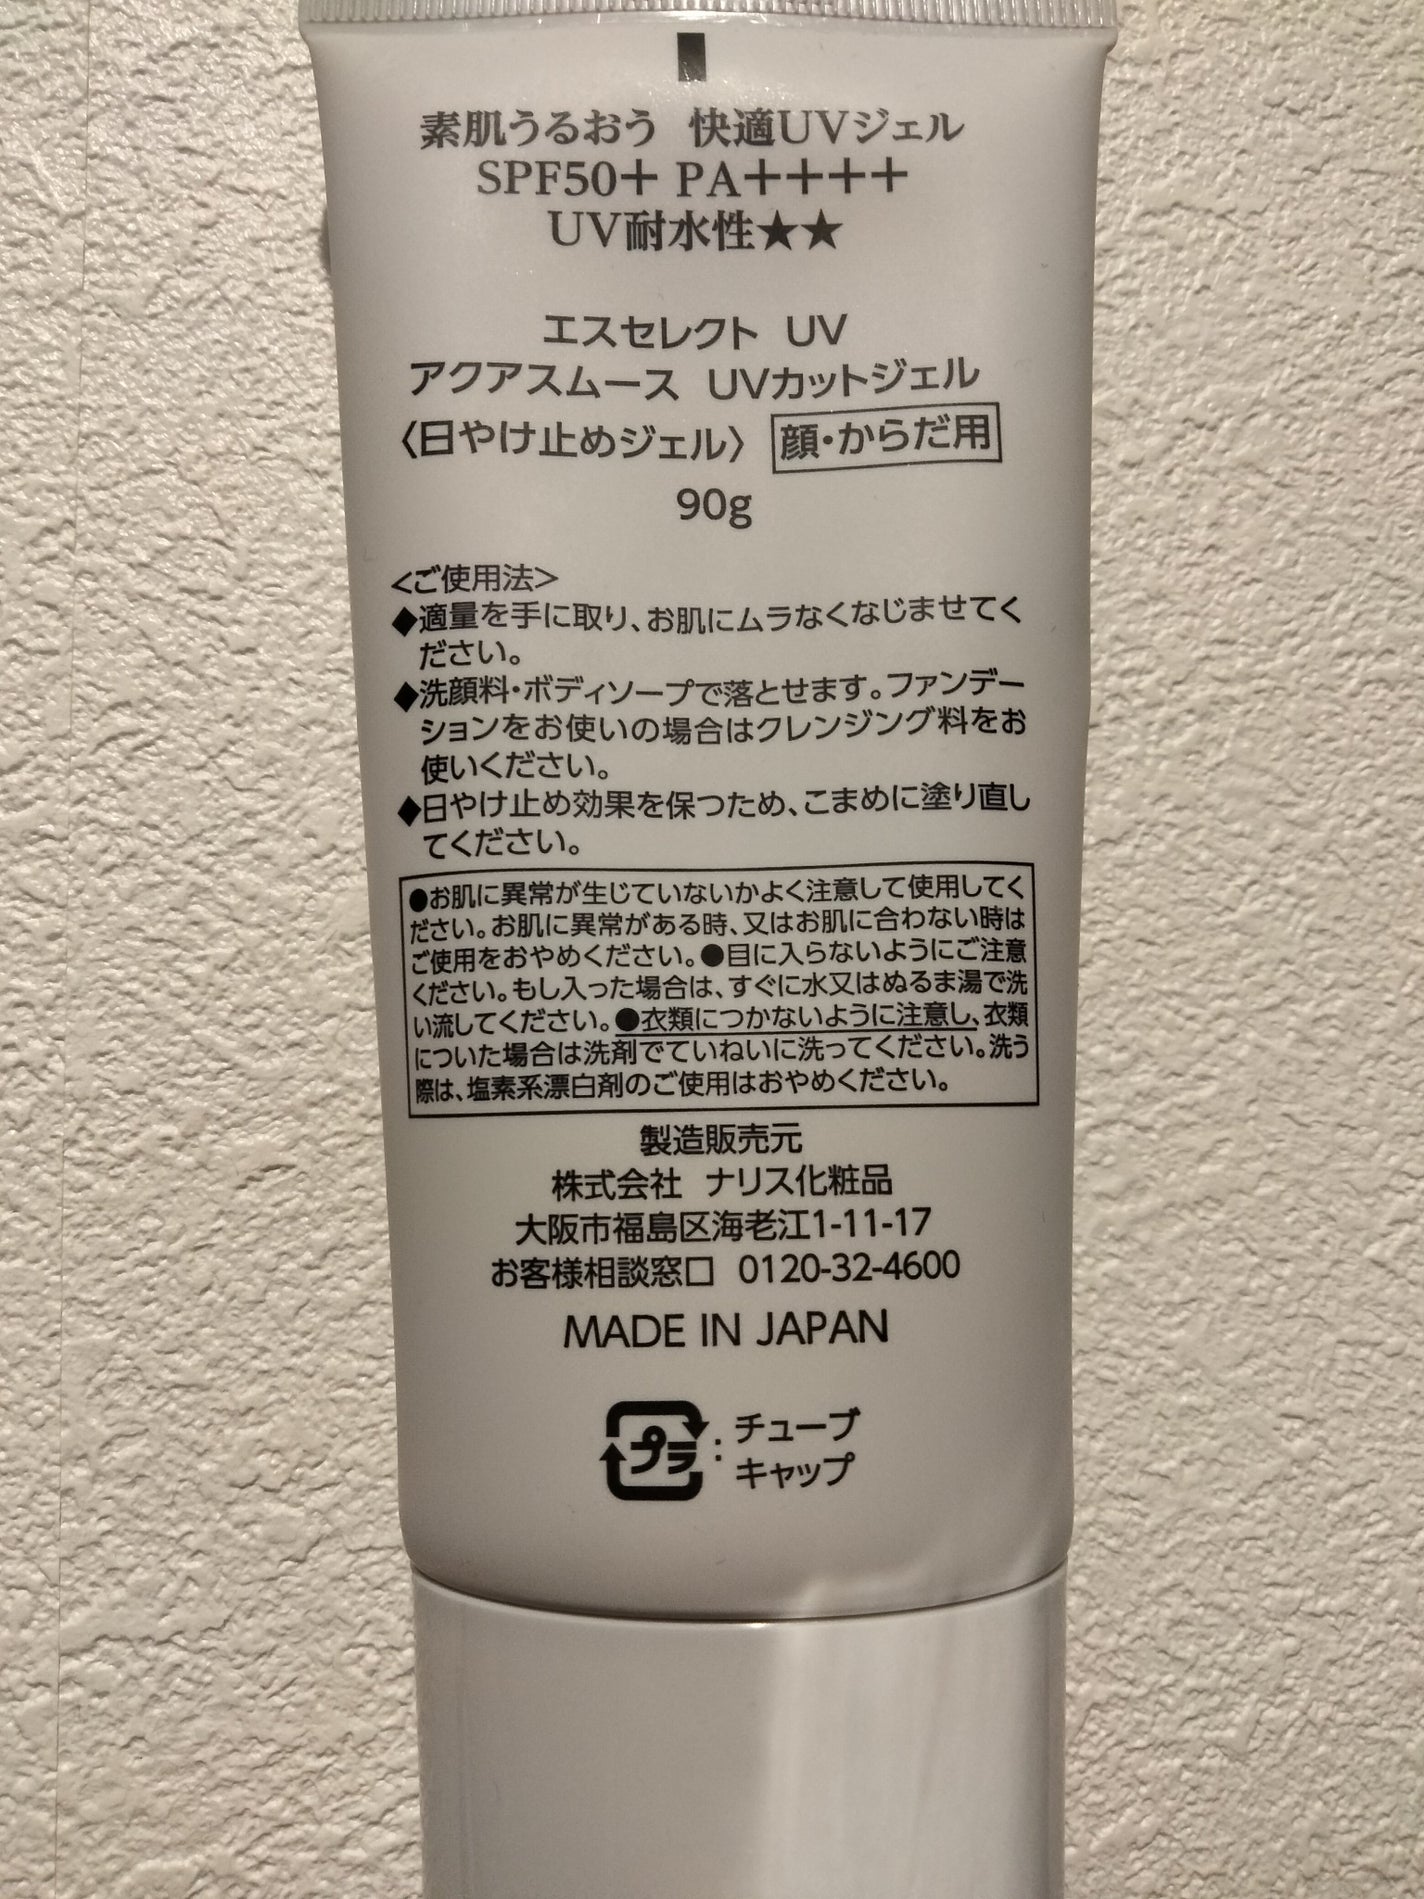 素肌うるおう 快適UVジェル
SPF50+ PA++++
UV耐水性★★
エスセレクト UV
アクアスムース UVカットジェル
〈日やけ止めジェル〉 顔・からだ用
90g
<ご使用法>
◆適量を手に取り、お肌にムラなくなじませてく
ださい。
◆洗顔料・ボディソープで落とせます。ファンデー
ションをお使いの場合はクレンジング料をお
使いください。
◆日やけ止め効果を保つため、こまめに塗り直し
てください。
●お肌に異常が生じていないかよく注意して使用してく
ださい。お肌に異常がある時、又はお肌に合わない時は
ご使用をおやめください。●目に入らないようにご注意
ください。もし入った場合は、すぐに水又はぬるま湯で洗
い流してください。●衣類につかないように注意し、衣類
についた場合は洗剤でていねいに洗ってください。洗う
際は、塩素系漂白剤のご使用はおやめください。
製造販売元
株式会社 ナリス化粧品
大阪市福島区海老江1-11-17
お客様相談窓口 0120-32-4600
MADE IN JAPAN
プラ : チューブ
キャップ